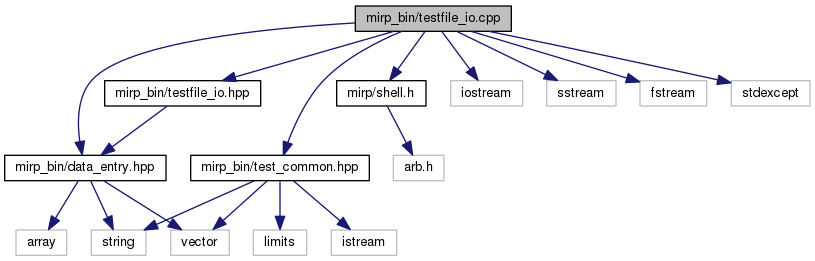 mirp_bin/testfile_io.cpp
mirp_bin/testfile_io.hpp
mirp/shell.h
iostream
sstream
fstream
stdexcept
mirp_bin/data_entry.hpp
mirp_bin/test_common.hpp
arb.h
array
string
vector
limits
istream